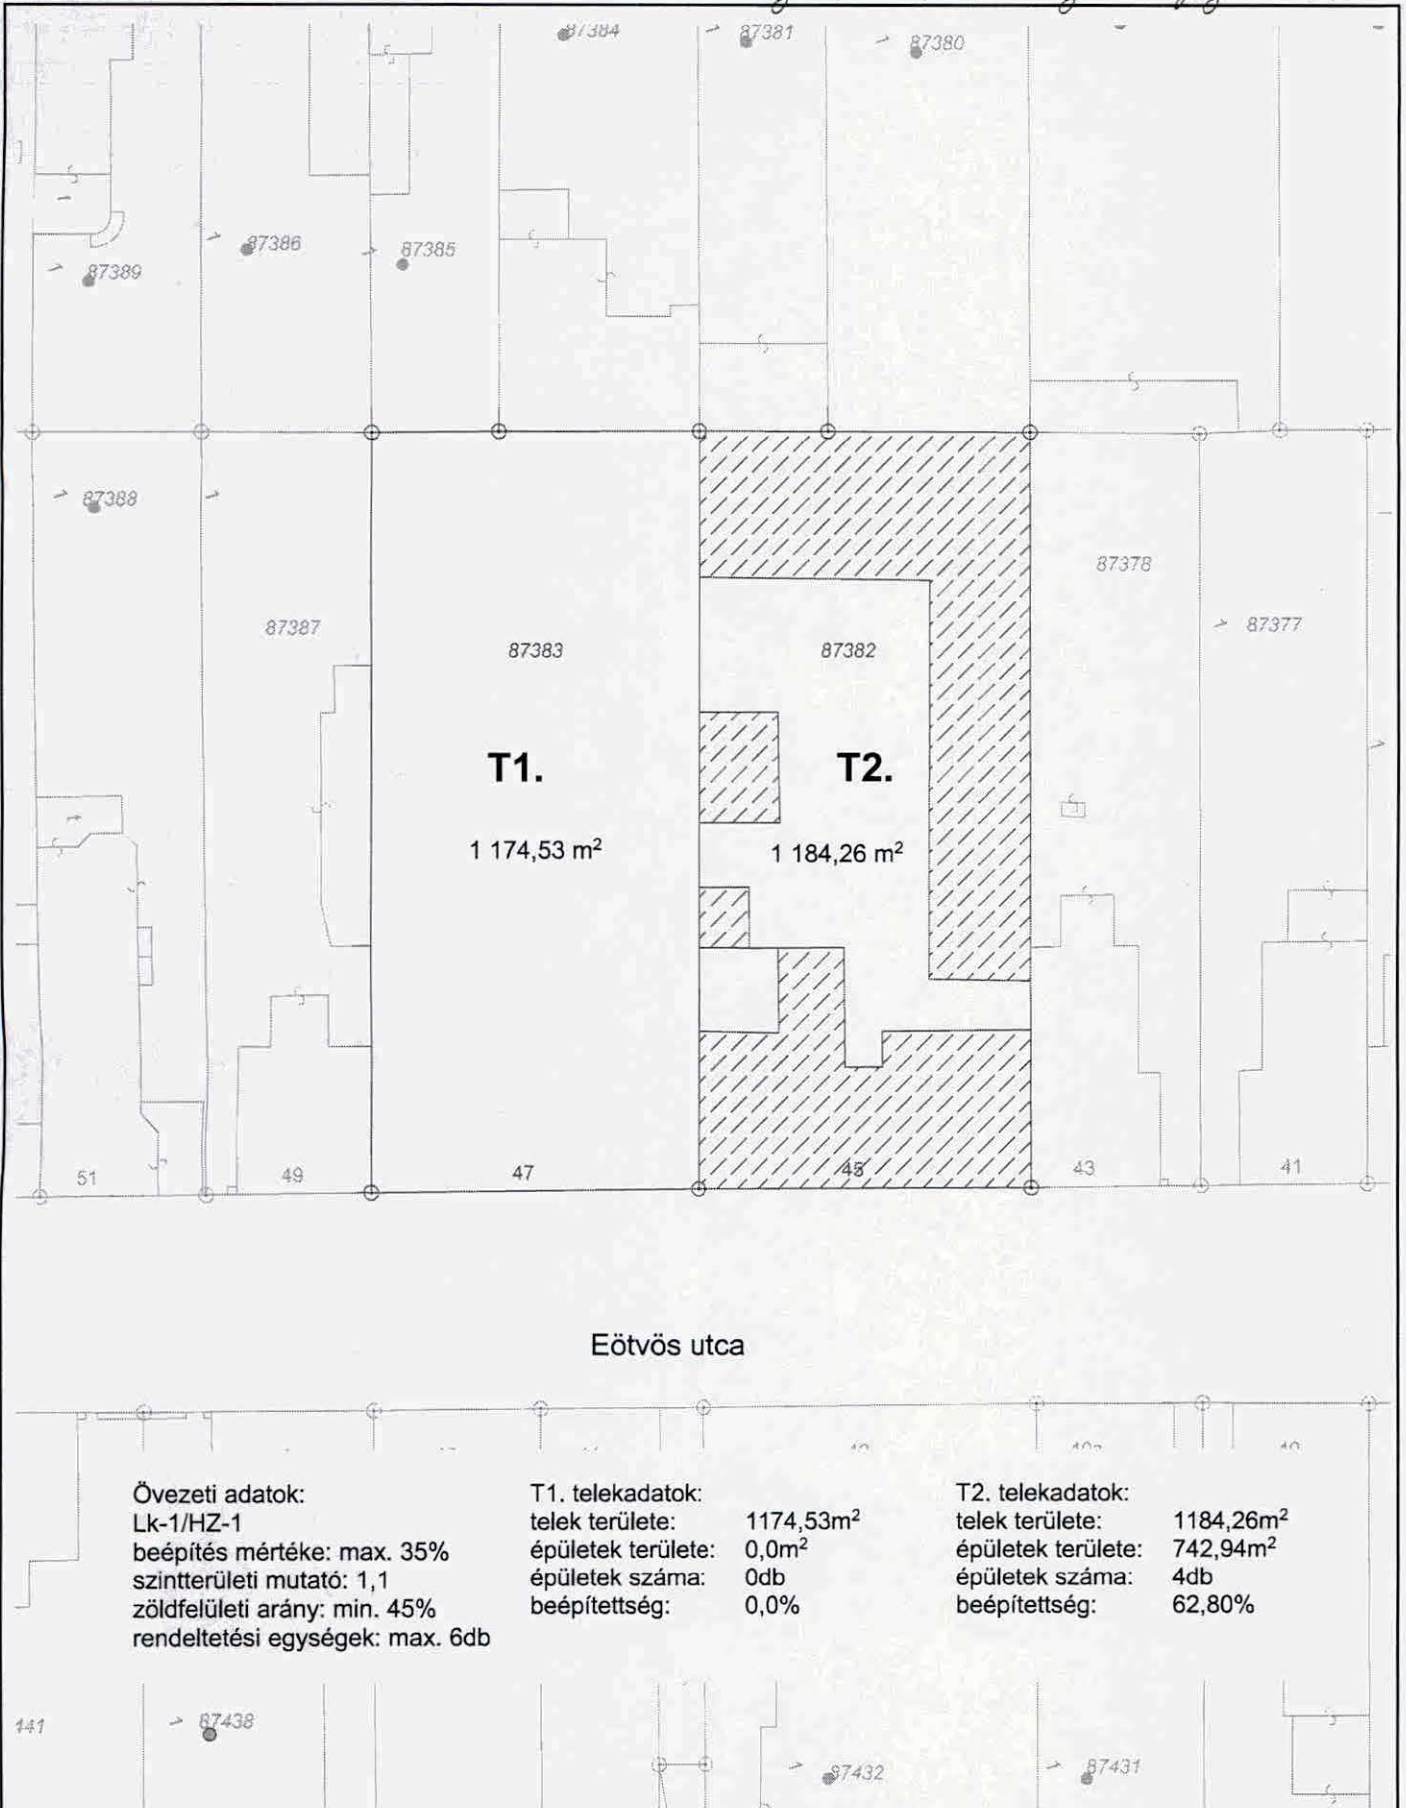 87384 87381 87380
87386 87385
87389
87388
87378
87387 87377
87383 87382
T1. T2.
1 174,53 m²
1 184,26 m²
51 49 47 45 43 41
Eötvös utca
Övezeti adatok:
Lk-1/HZ-1
beépítés mértéke: max. 35%
szintterületi mutató: 1,1
zöldfelületi arány: min. 45%
rendeltetési egységek: max. 6db
T1. telekadatok:
telek területe: 1174,53m²
épületek területe: 0,0m²
épületek száma: 0db
beépítettség: 0,0%
T2. telekadatok:
telek területe: 1184,26m²
épületek területe: 742,94m²
épületek száma: 4db
beépítettség: 62,80%
141 87438
87432 87431